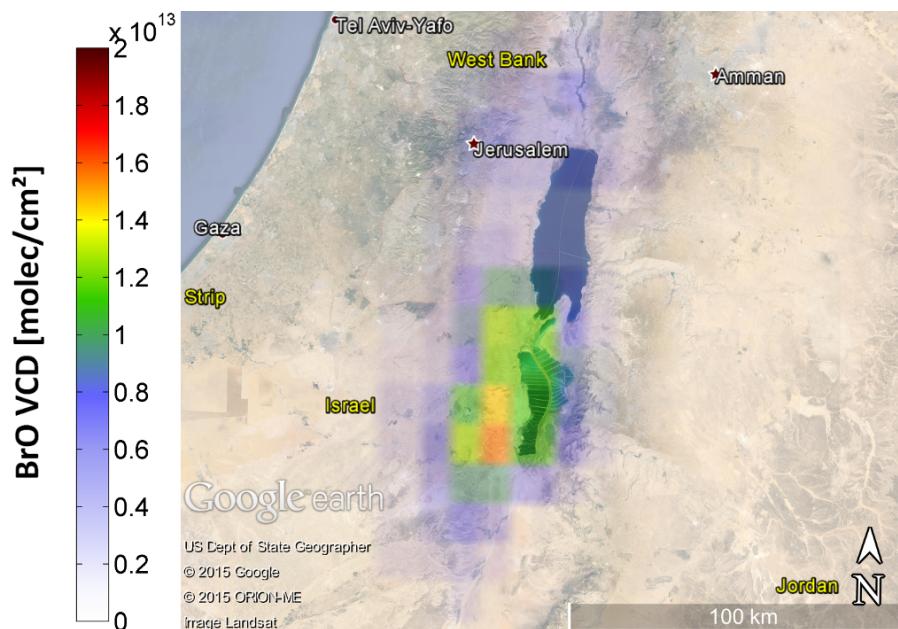 x 10¹³
2
1.8
1.6
1.4
1.2
1
0.8
0.6
0.4
0.2
0
BrO VCD [molec/cm²]
Tel Aviv-Yafo
West Bank
Amman
Jerusalem
Gaza
Strip
Israel
Google earth
US Dept of State Geographer
© 2015 Google
© 2015 ORION-ME
Image Landsat
Jordan
N
100 km